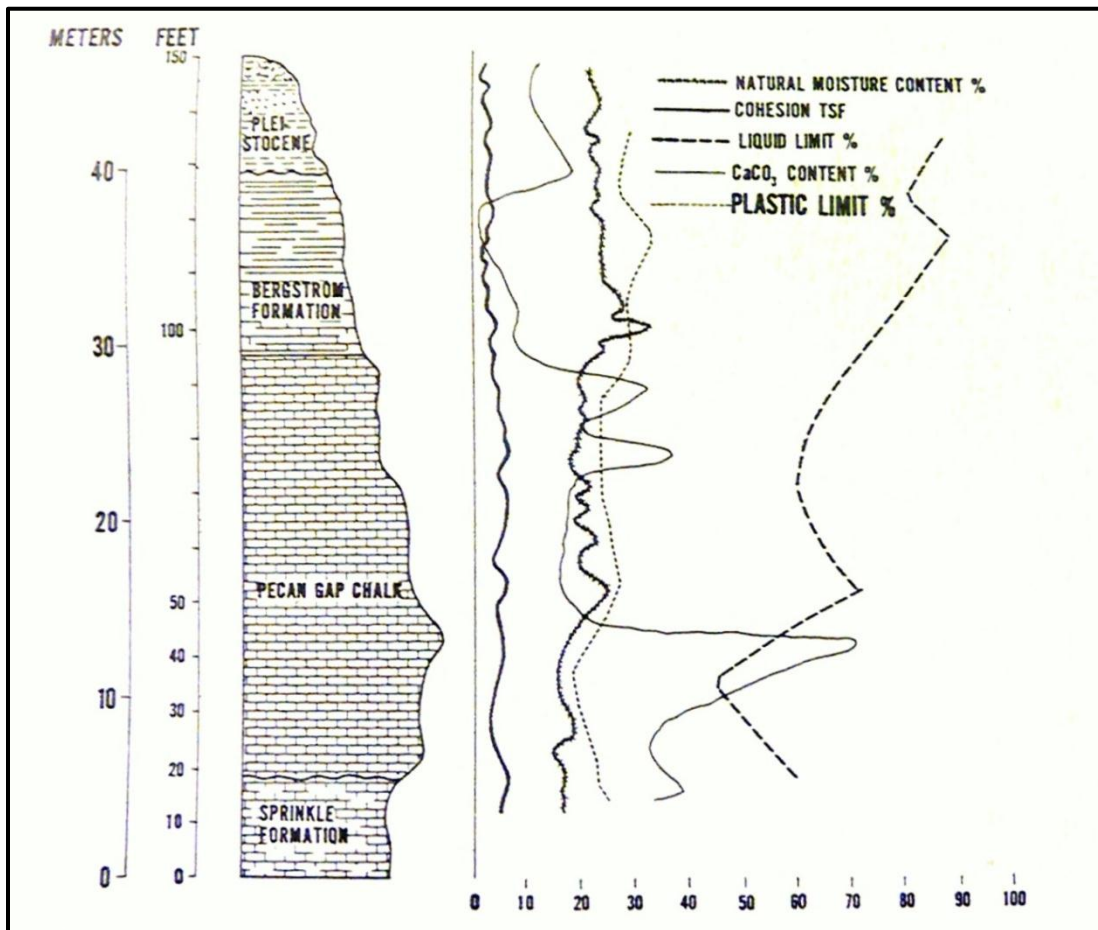 METERS FEET
150
NATURAL MOISTURE CONTENT %
COHESION TSF
PLEI-
STOCENE
LIQUID LIMIT %
40
CaCO₃ CONTENT %
PLASTIC LIMIT %
BERGSTROM
FORMATION
100
30
20
PECAN GAP CHALK
50
40
10
30
20
SPRINKLE
FORMATION
10
0 0
0 10 20 30 40 50 60 70 80 90 100